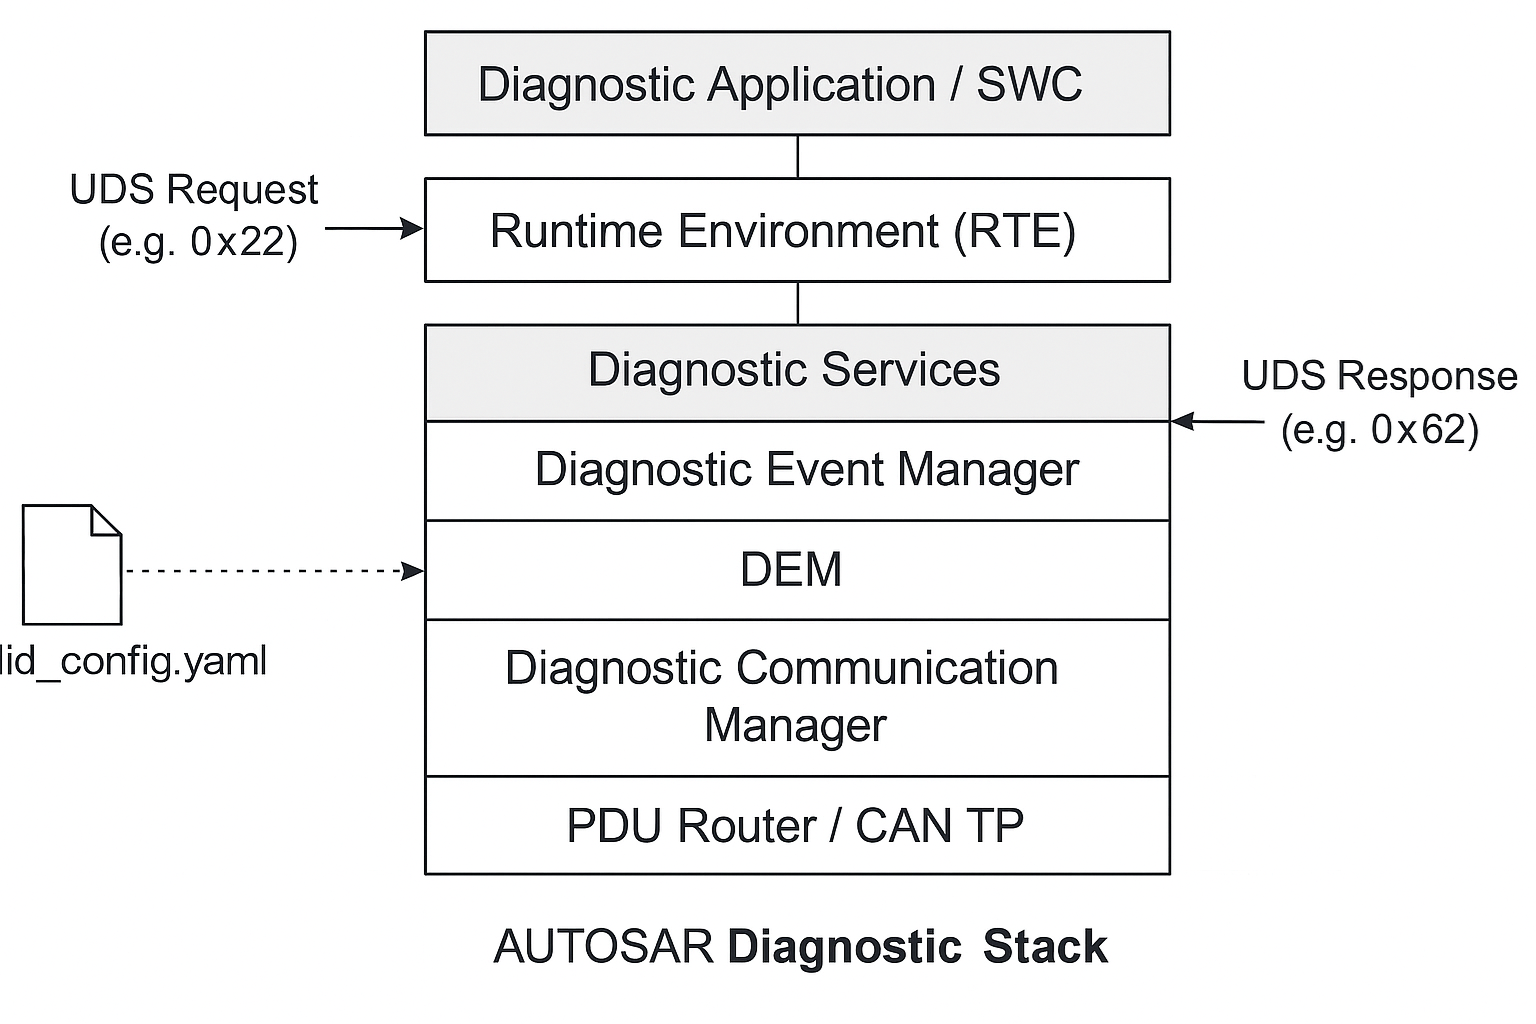 Diagnostic Application / SWC
UDS Request
(e.g. 0x22)
Runtime Environment (RTE)
Diagnostic Services
UDS Response
(e.g. 0x62)
Diagnostic Event Manager
DEM
lid_config.yaml
Diagnostic Communication
Manager
PDU Router / CAN TP
AUTOSAR Diagnostic Stack